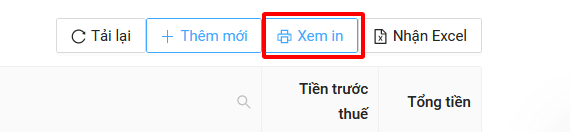 Tải lại Thêm mới Xem in Nhận Excel
Tiền trước
thuế
Tổng tiền